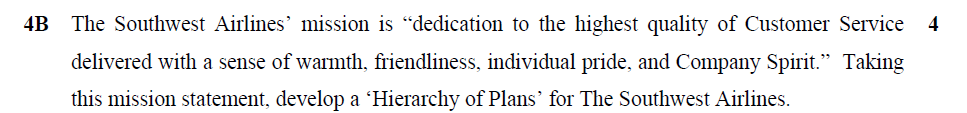 4B The Southwest Airlines’ mission is “dedication to the highest quality of Customer Service 4
delivered with a sense of warmth, friendliness, individual pride, and Company Spirit.” Taking
this mission statement, develop a ‘Hierarchy of Plans’ for The Southwest Airlines.